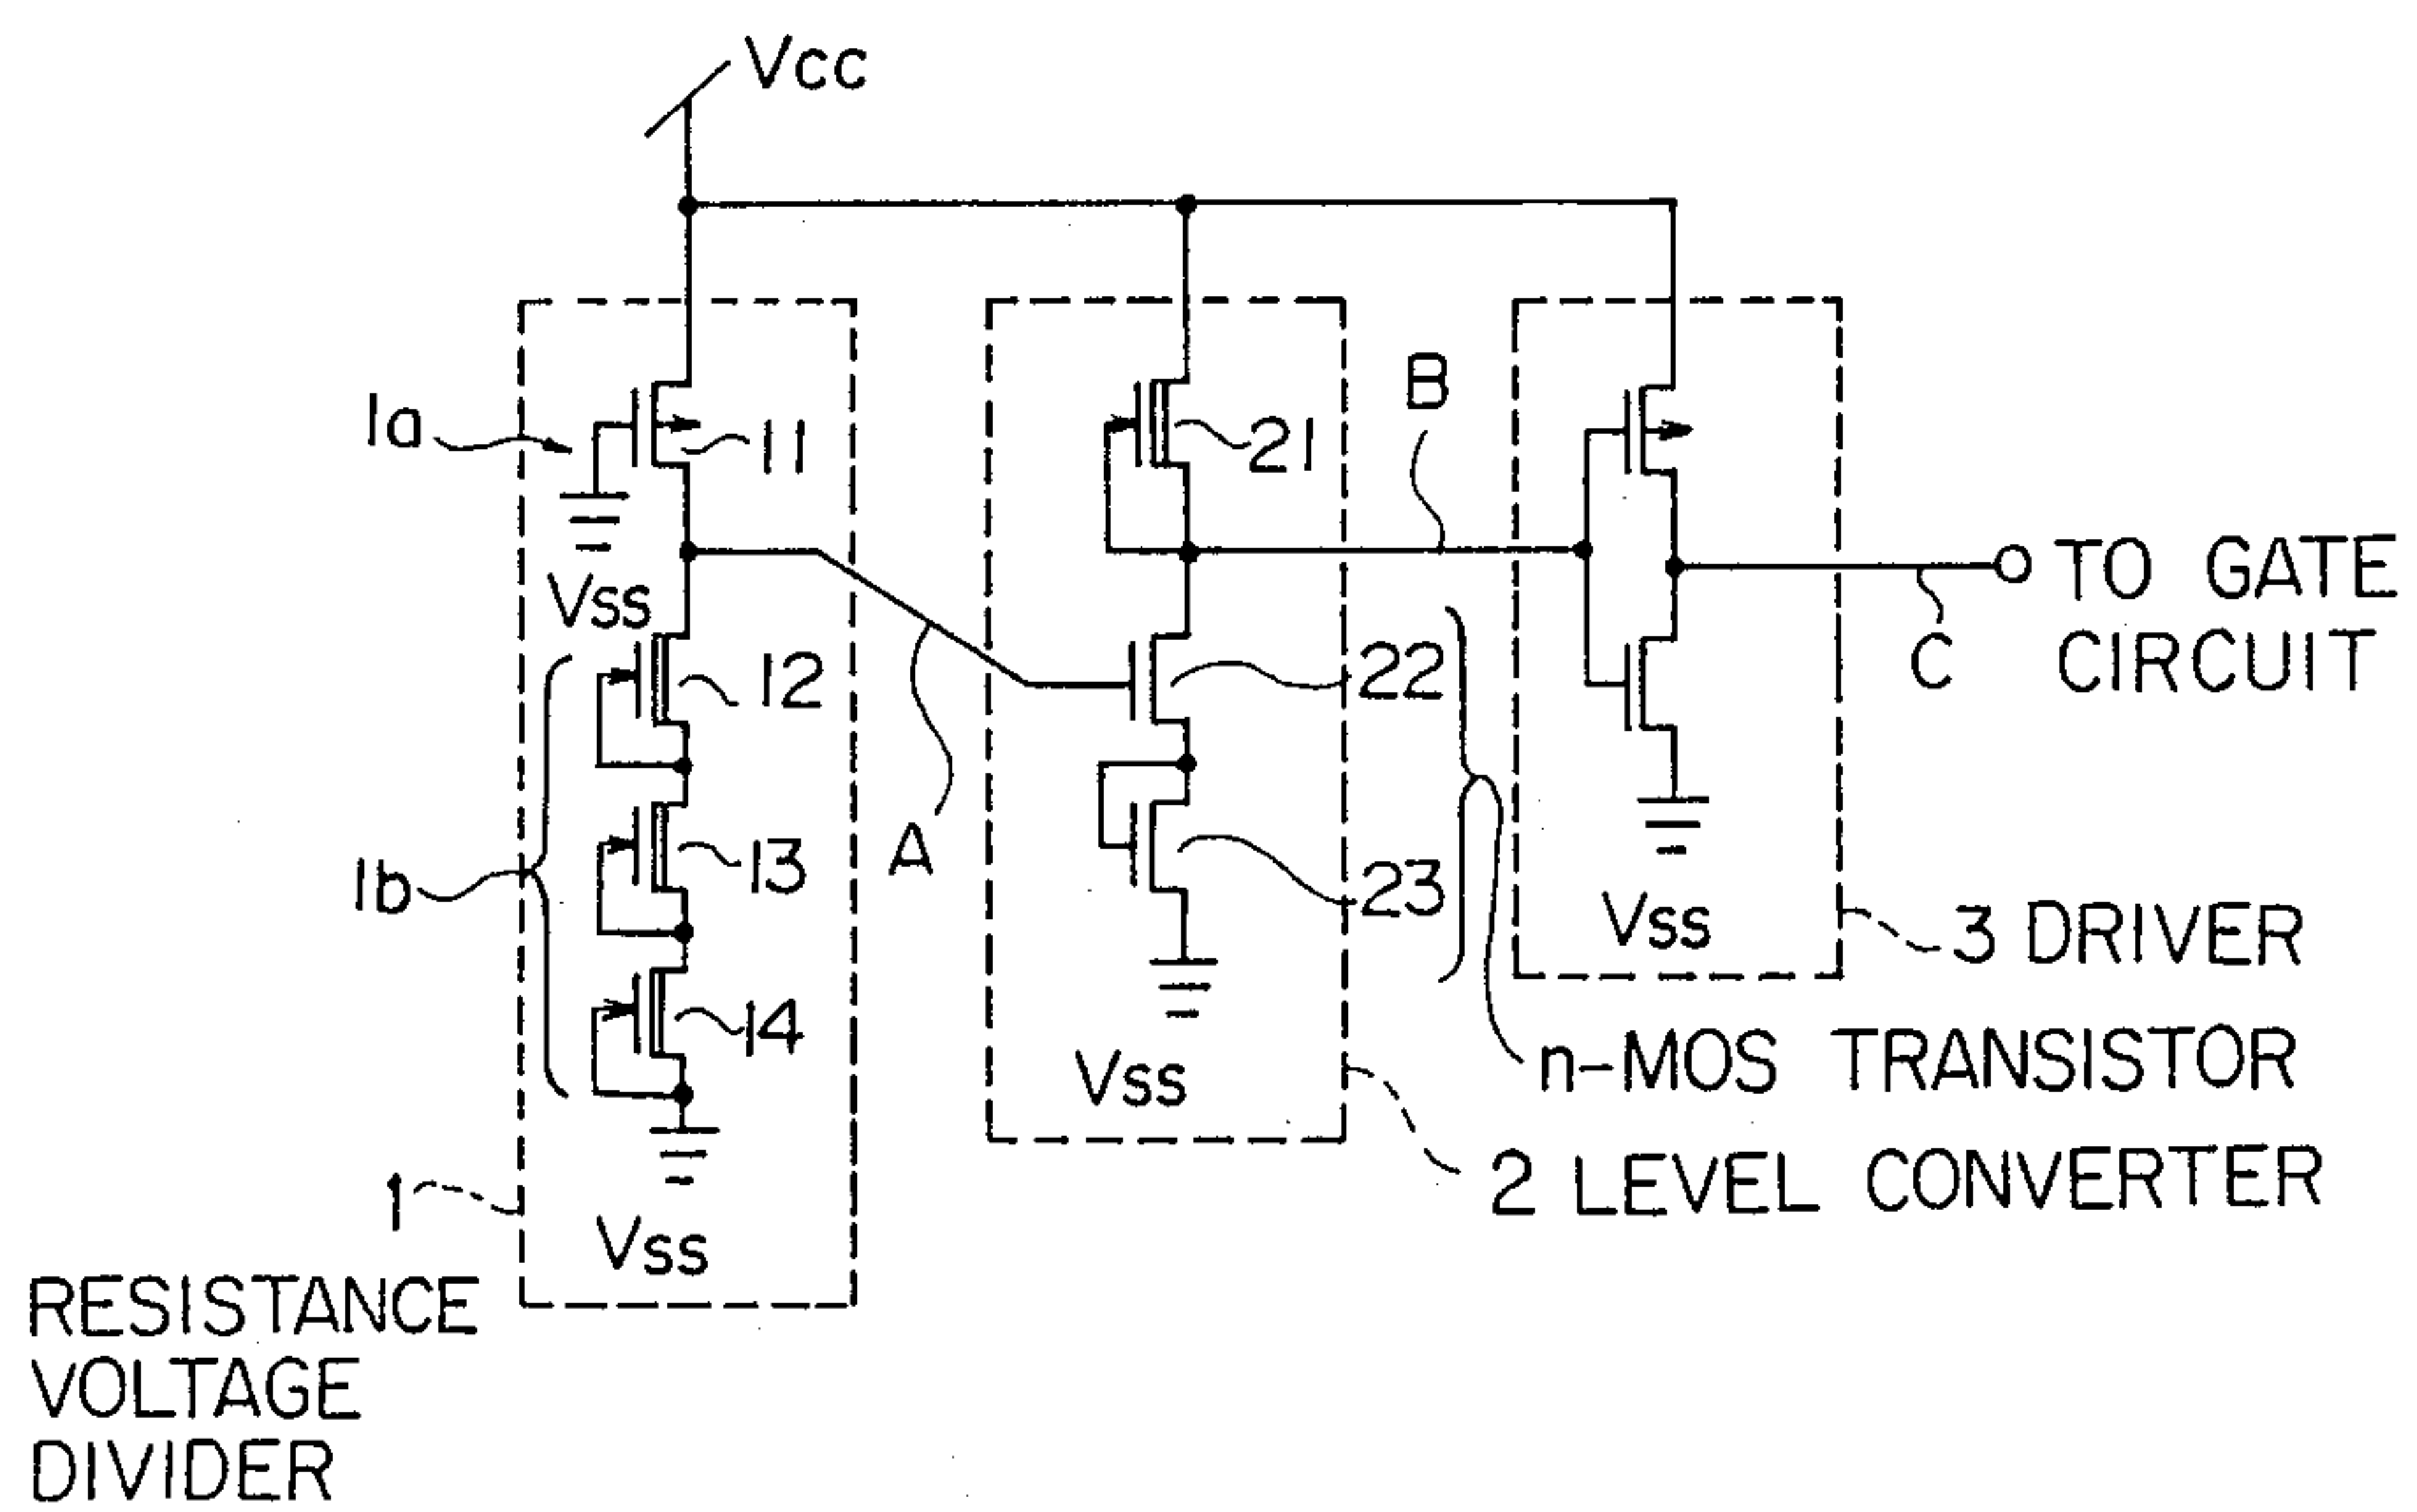 Vcc
1a
11
21
B
Vss
12
22
TO GATE
CIRCUIT
C
A
13
1b
23
Vss
3 DRIVER
14
Vss
n-MOS TRANSISTOR
1
2 LEVEL CONVERTER
Vss
RESISTANCE
VOLTAGE
DIVIDER